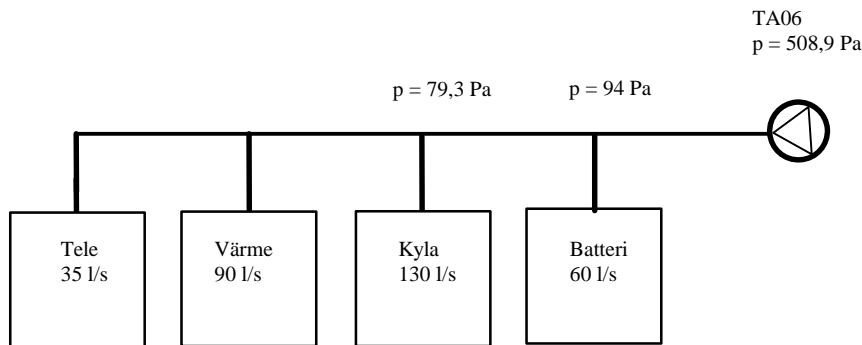 TA06
p = 508,9 Pa
p = 79,3 Pa
p = 94 Pa
Tele
35 l/s
Värme
90 l/s
Kyla
130 l/s
Batteri
60 l/s